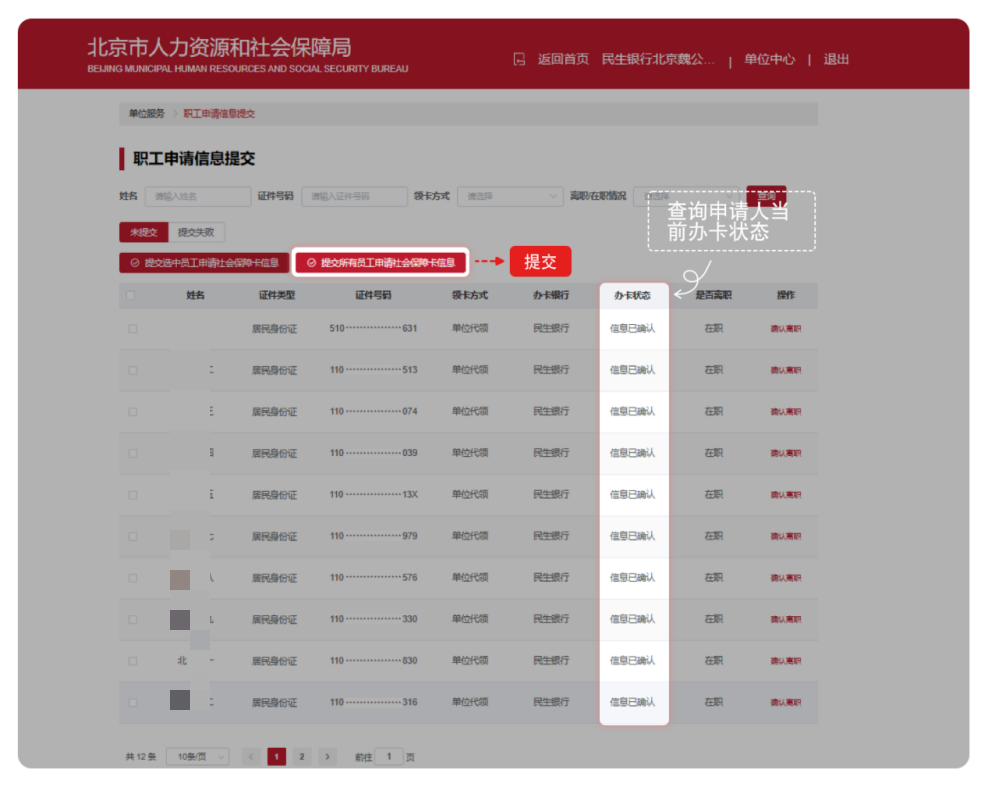 北京市人力资源和社会保障局
BEIJING MUNICIPAL HUMAN RESOURCES AND SOCIAL SECURITY BUREAU
返回首页 民生银行北京魏公... | 单位中心 | 退出
单位服务 > 职工申请信息提交
职工申请信息提交
姓名 请输入姓名 证件号码 请输入证件号码 领卡方式 请选择 离职/在职情况 请选择 查询
查询申请人当
前办卡状态
未提交 提交失败
提交选中员工申请社会保障卡信息 提交所有员工申请社会保障卡信息 提交
姓名 证件类型 证件号码 领卡方式 办卡银行 办卡状态 是否离职 操作
居民身份证 510····************631 单位代领 民生银行 信息已确认 在职 确认离职
居民身份证 110················513 单位代领 民生银行 信息已确认 在职 确认离职
居民身份证 110················074 单位代领 民生银行 信息已确认 在职 确认离职
居民身份证 110················039 单位代领 民生银行 信息已确认 在职 确认离职
居民身份证 110················13X 单位代领 民生银行 信息已确认 在职 确认离职
居民身份证 110················979 单位代领 民生银行 信息已确认 在职 确认离职
居民身份证 110················576 单位代领 民生银行 信息已确认 在职 确认离职
居民身份证 110················330 单位代领 民生银行 信息已确认 在职 确认离职
北 居民身份证 110················830 单位代领 民生银行 信息已确认 在职 确认离职
居民身份证 110················316 单位代领 民生银行 信息已确认 在职 确认离职
共 12 条 10条/页 < 1 2 > 前往 1 页